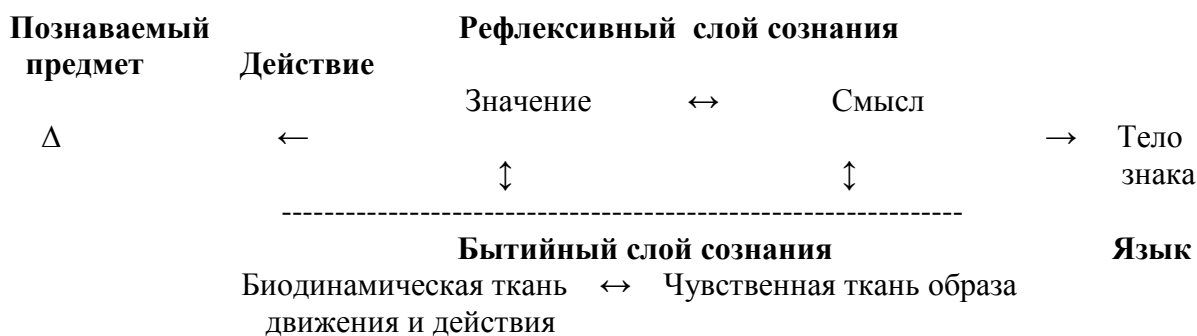 Познаваемый Рефлексивный слой сознания
предмет Действие
Значение ↔ Смысл
Δ ← → Тело
↕ ↕ знака
----------------------------------------------------------------
Бытийный слой сознания Язык
Биодинамическая ткань ↔ Чувственная ткань образа
движения и действия